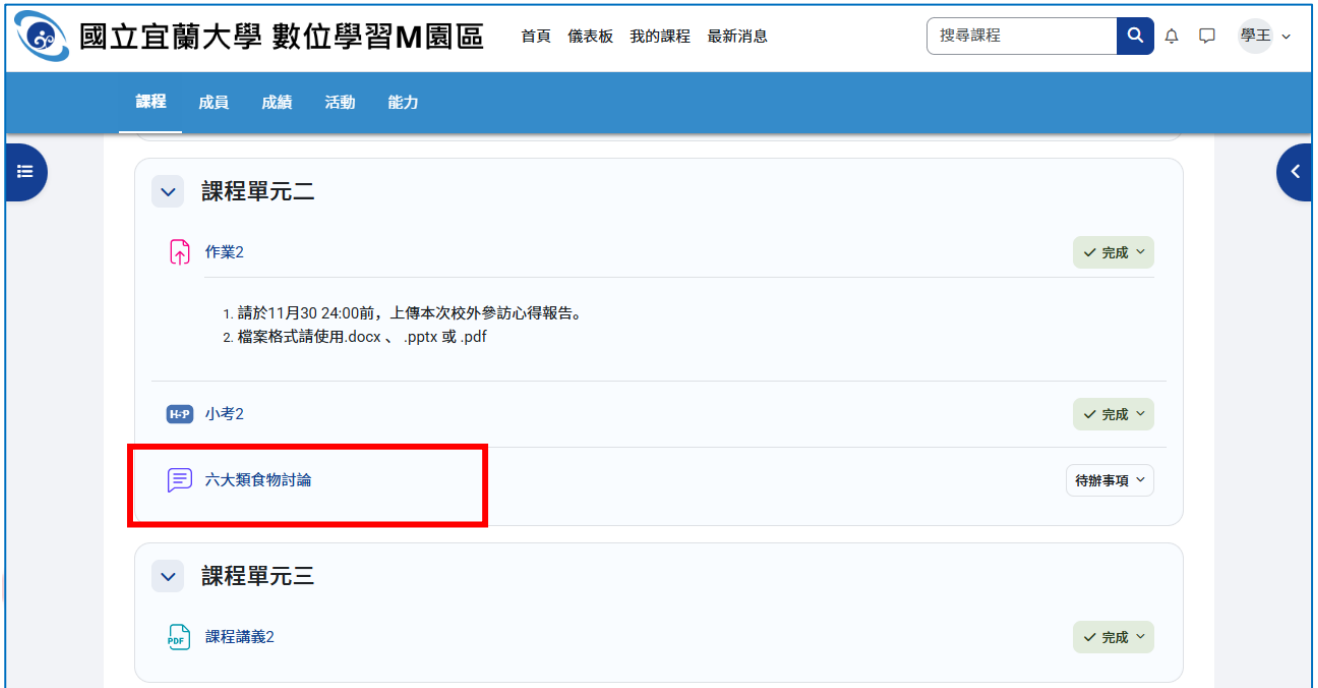 國立宜蘭大學 數位學習M園區 首頁 儀表板 我的課程 最新消息 搜尋課程 學王
課程 成員 成績 活動 能力
課程單元二
作業2 完成
1. 請於11月30 24:00前，上傳本次校外參訪心得報告。
2. 檔案格式請使用.docx 、 .pptx 或 .pdf
H-P 小考2 完成
六大類食物討論 待辦事項
課程單元三
PDF 課程講義2 完成